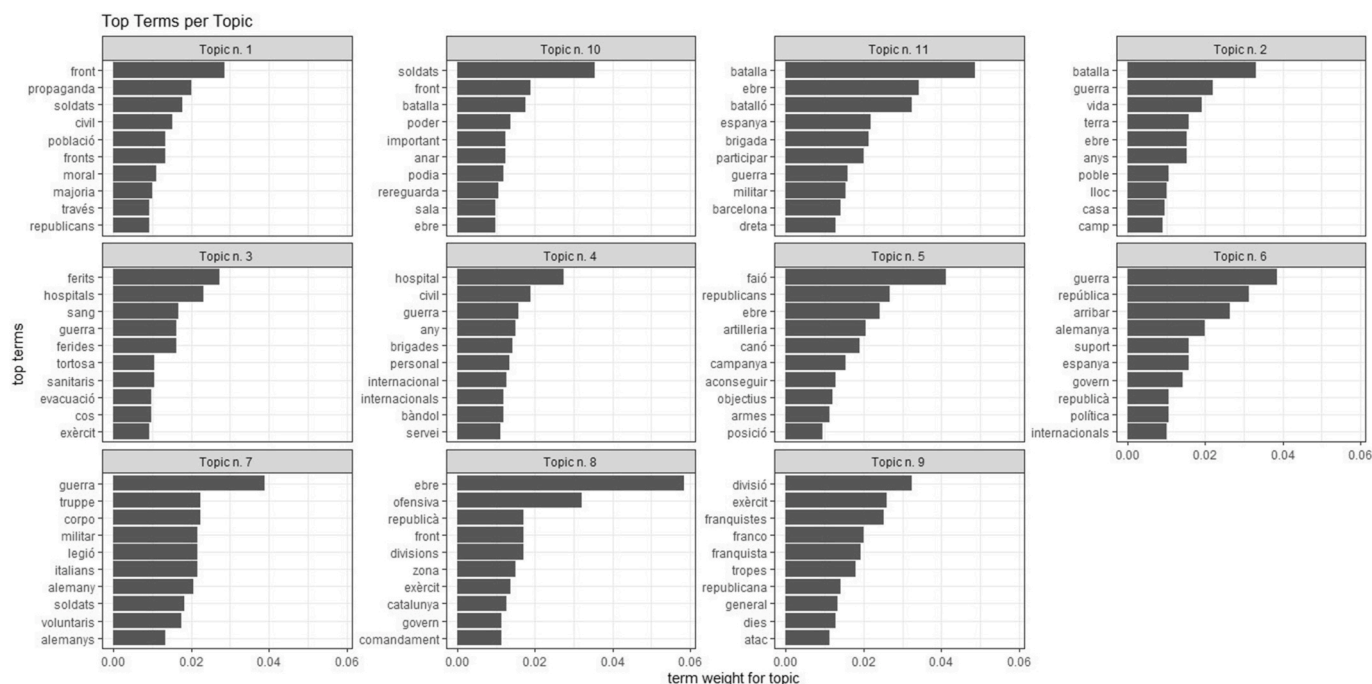 Top Terms per Topic
Topic n. 1
front
propaganda
soldats
civil
població
fronts
moral
majoria
través
republicans
Topic n. 10
soldats
front
batalla
poder
important
anar
podia
rereguarda
sala
ebre
Topic n. 11
batalla
ebre
batalló
espanya
brigada
participar
guerra
militar
barcelona
dreta
Topic n. 2
batalla
guerra
vida
terra
ebre
anys
poble
lloc
casa
camp
top terms
Topic n. 3
ferits
hospitals
sang
guerra
ferides
tortosa
sanitaris
evacuació
cos
exèrcit
Topic n. 4
hospital
civil
guerra
any
brigades
personal
internacional
internacionals
bàndol
servei
Topic n. 5
faió
republicans
ebre
artilleria
canó
campanya
aconseguir
objectius
armes
posició
Topic n. 6
guerra
república
arribar
alemanya
suport
espanya
govern
republicà
política
internacionals
0.00 0.02 0.04 0.06
Topic n. 7
guerra
truppe
corpo
militar
legió
italians
alemany
soldats
voluntaris
alemanys
0.00 0.02 0.04 0.06
Topic n. 8
ebre
ofensiva
republicà
front
divisions
zona
exèrcit
catalunya
govern
comandament
0.00 0.02 0.04 0.06
Topic n. 9
divisió
exèrcit
franquistes
franco
franquista
tropes
republicana
general
dies
atac
0.00 0.02 0.04 0.06
term weight for topic